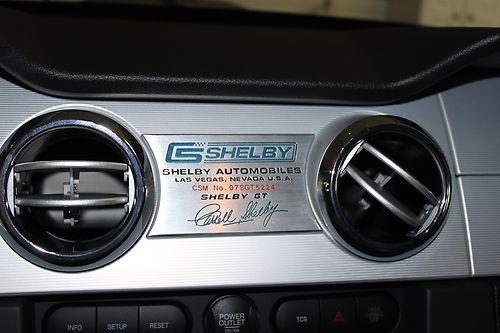 CS SHELBY
SHELBY AUTOMOBILES
LAS VEGAS, NEVADA U.S.A.
CSM No. 07SGT5224
SHELBY GT
Carroll Shelby
INFO SETUP RESET
POWER
OUTLET
TCS